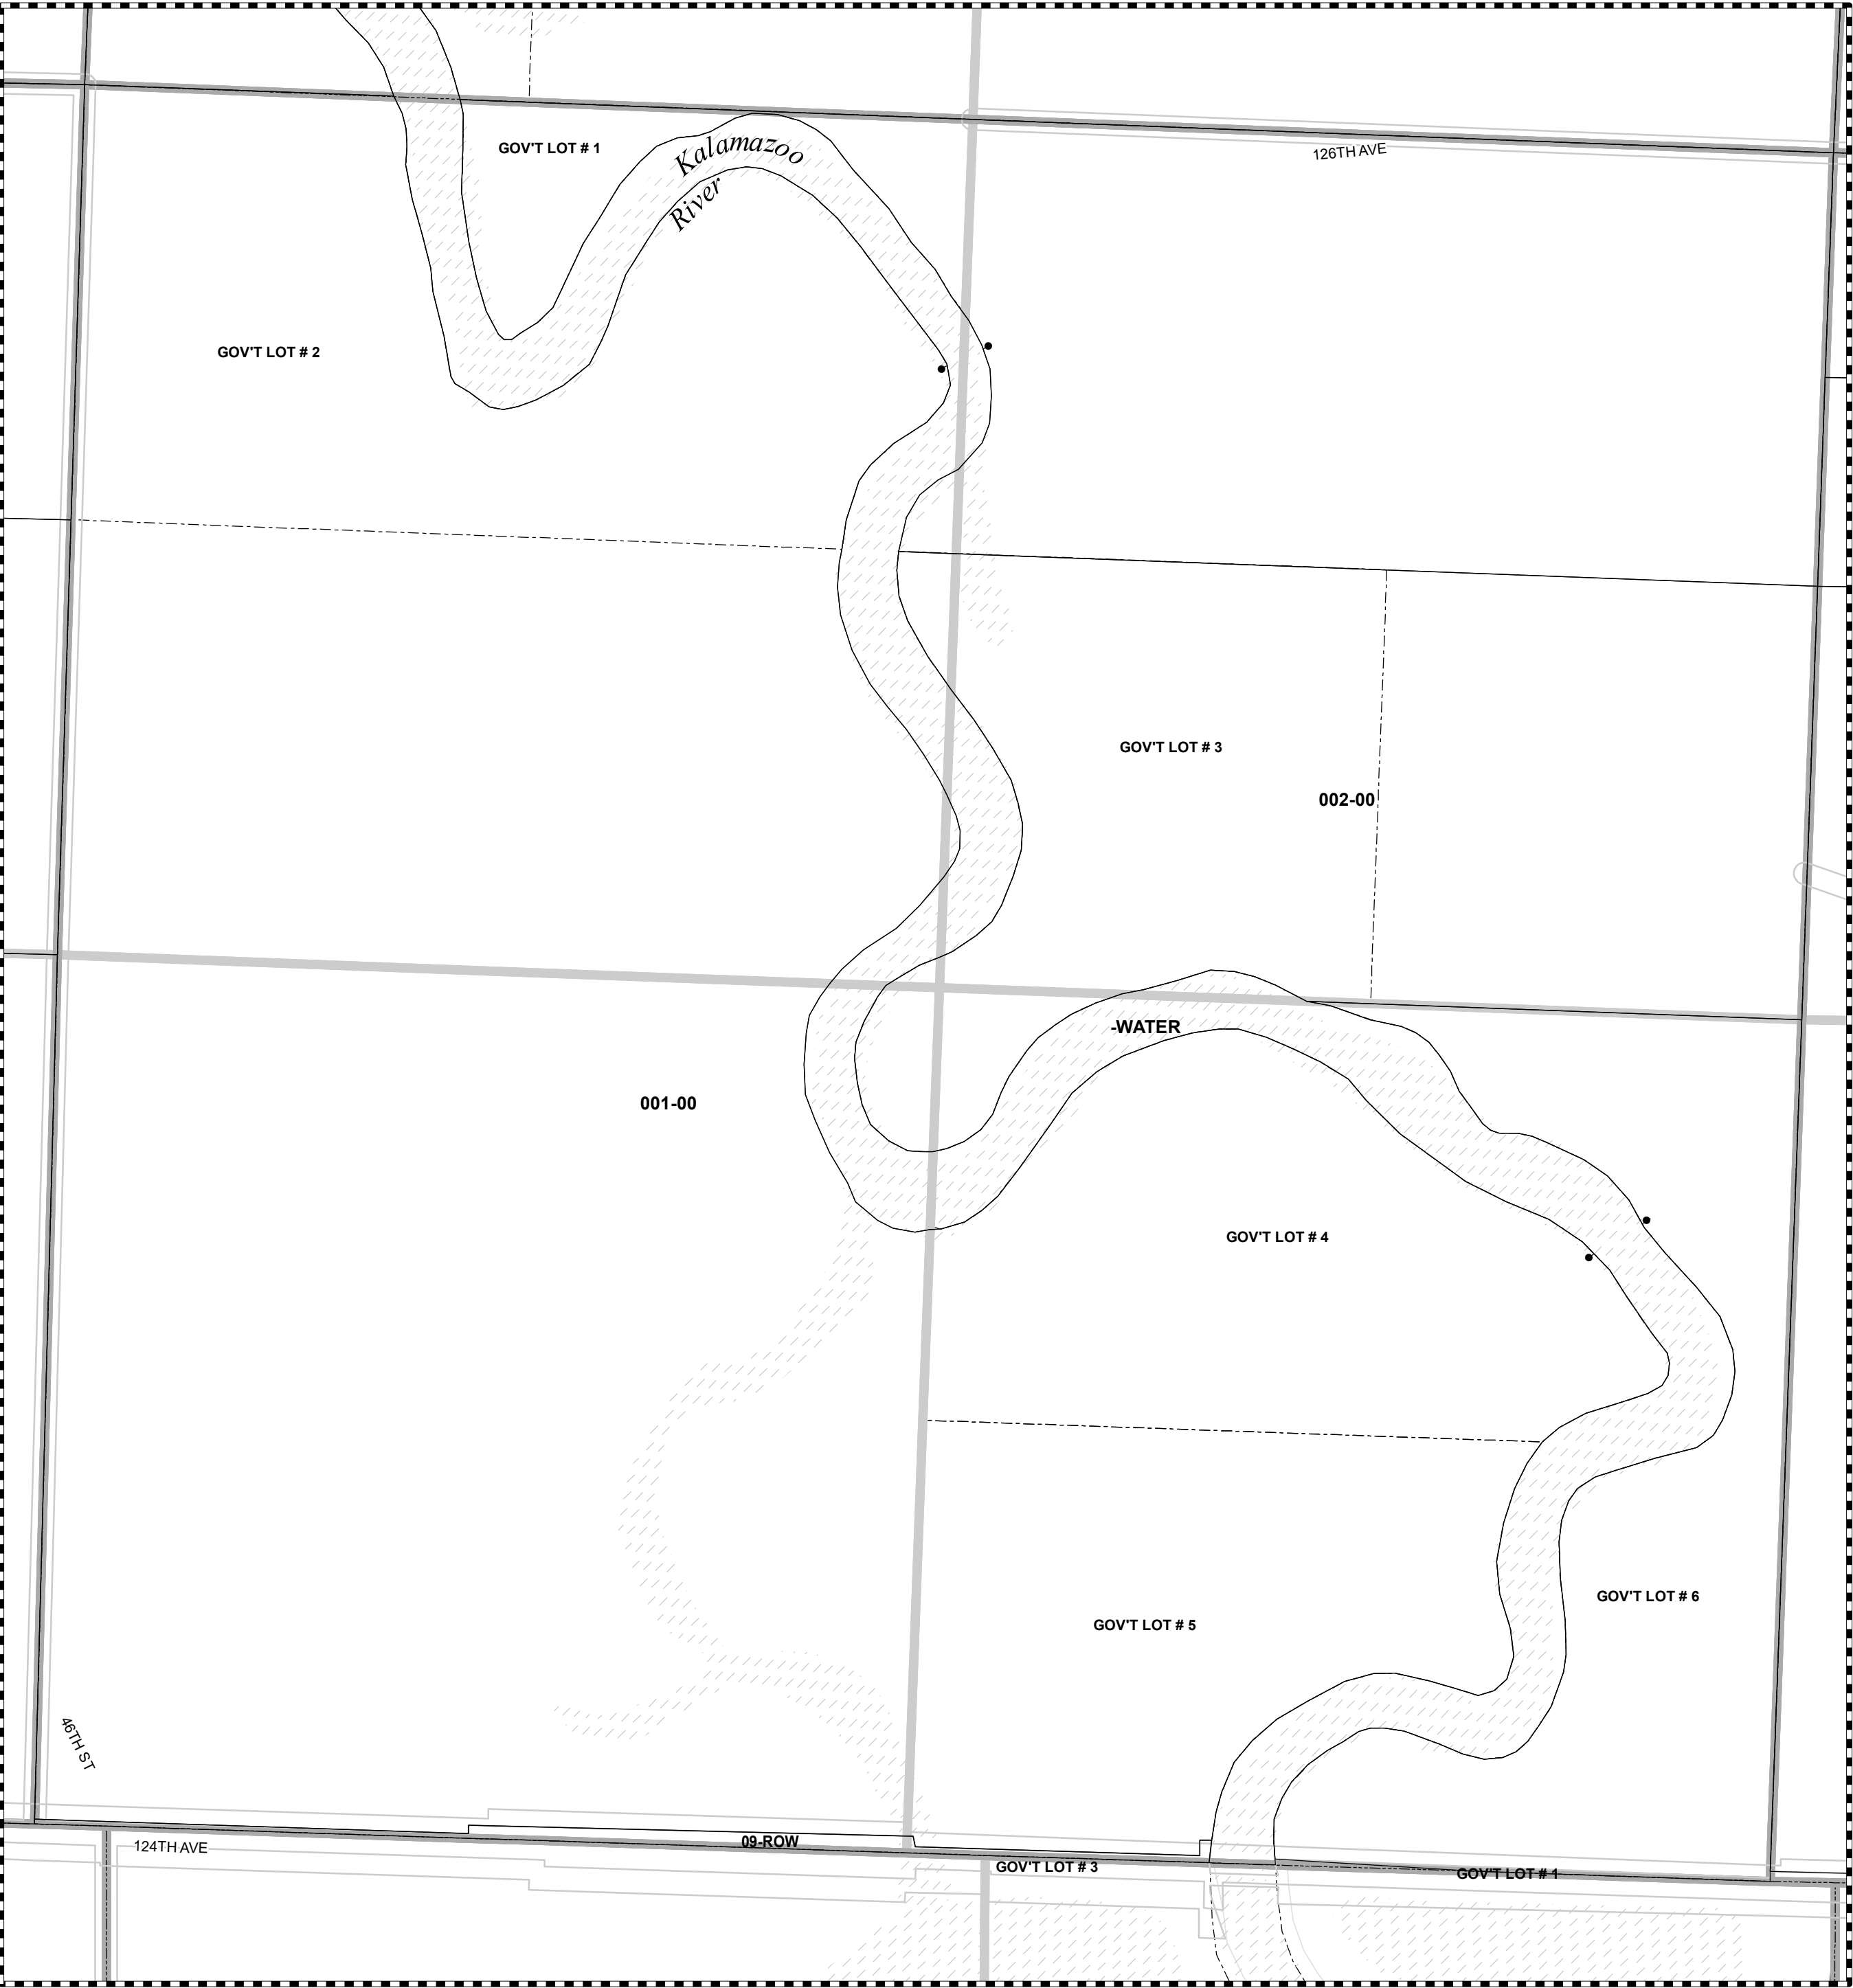 GOV'T LOT # 1
Kalamazoo
River
126TH AVE
GOV'T LOT # 2
GOV'T LOT # 3
002-00
-WATER
001-00
GOV'T LOT # 4
GOV'T LOT # 6
GOV'T LOT # 5
46TH ST
124TH AVE
09-ROW
GOV'T LOT # 3
GOV'T LOT # 1